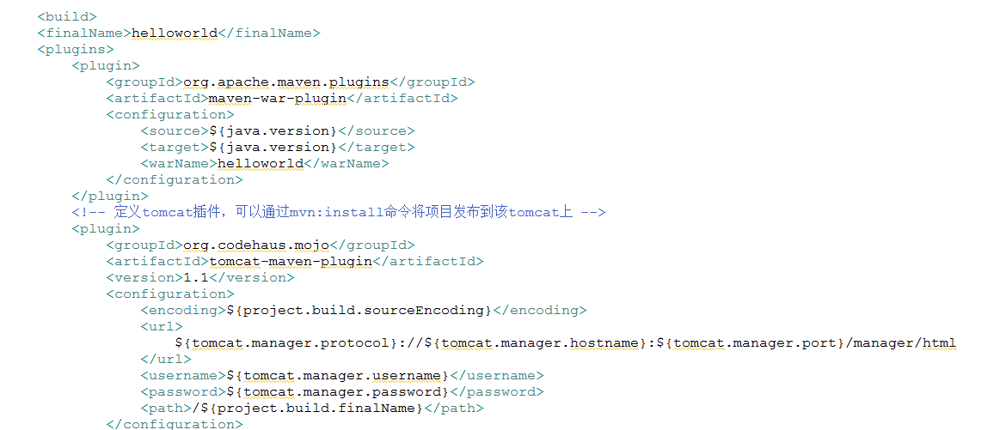 <build>
<finalName>helloworld</finalName>
<plugins>
<plugin>
<groupId>org.apache.maven.plugins</groupId>
<artifactId>maven-war-plugin</artifactId>
<configuration>
<source>${java.version}</source>
<target>${java.version}</target>
<warName>helloworld</warName>
</configuration>
</plugin>
<!-- 定义tomcat插件，可以通过mvn:install命令将项目发布到该tomcat上 -->
<plugin>
<groupId>org.codehaus.mojo</groupId>
<artifactId>tomcat-maven-plugin</artifactId>
<version>1.1</version>
<configuration>
<encoding>${project.build.sourceEncoding}</encoding>
<url>
${tomcat.manager.protocol}://${tomcat.manager.hostname}:${tomcat.manager.port}/manager/html
</url>
<username>${tomcat.manager.username}</username>
<password>${tomcat.manager.password}</password>
<path>/${project.build.finalName}</path>
</configuration>